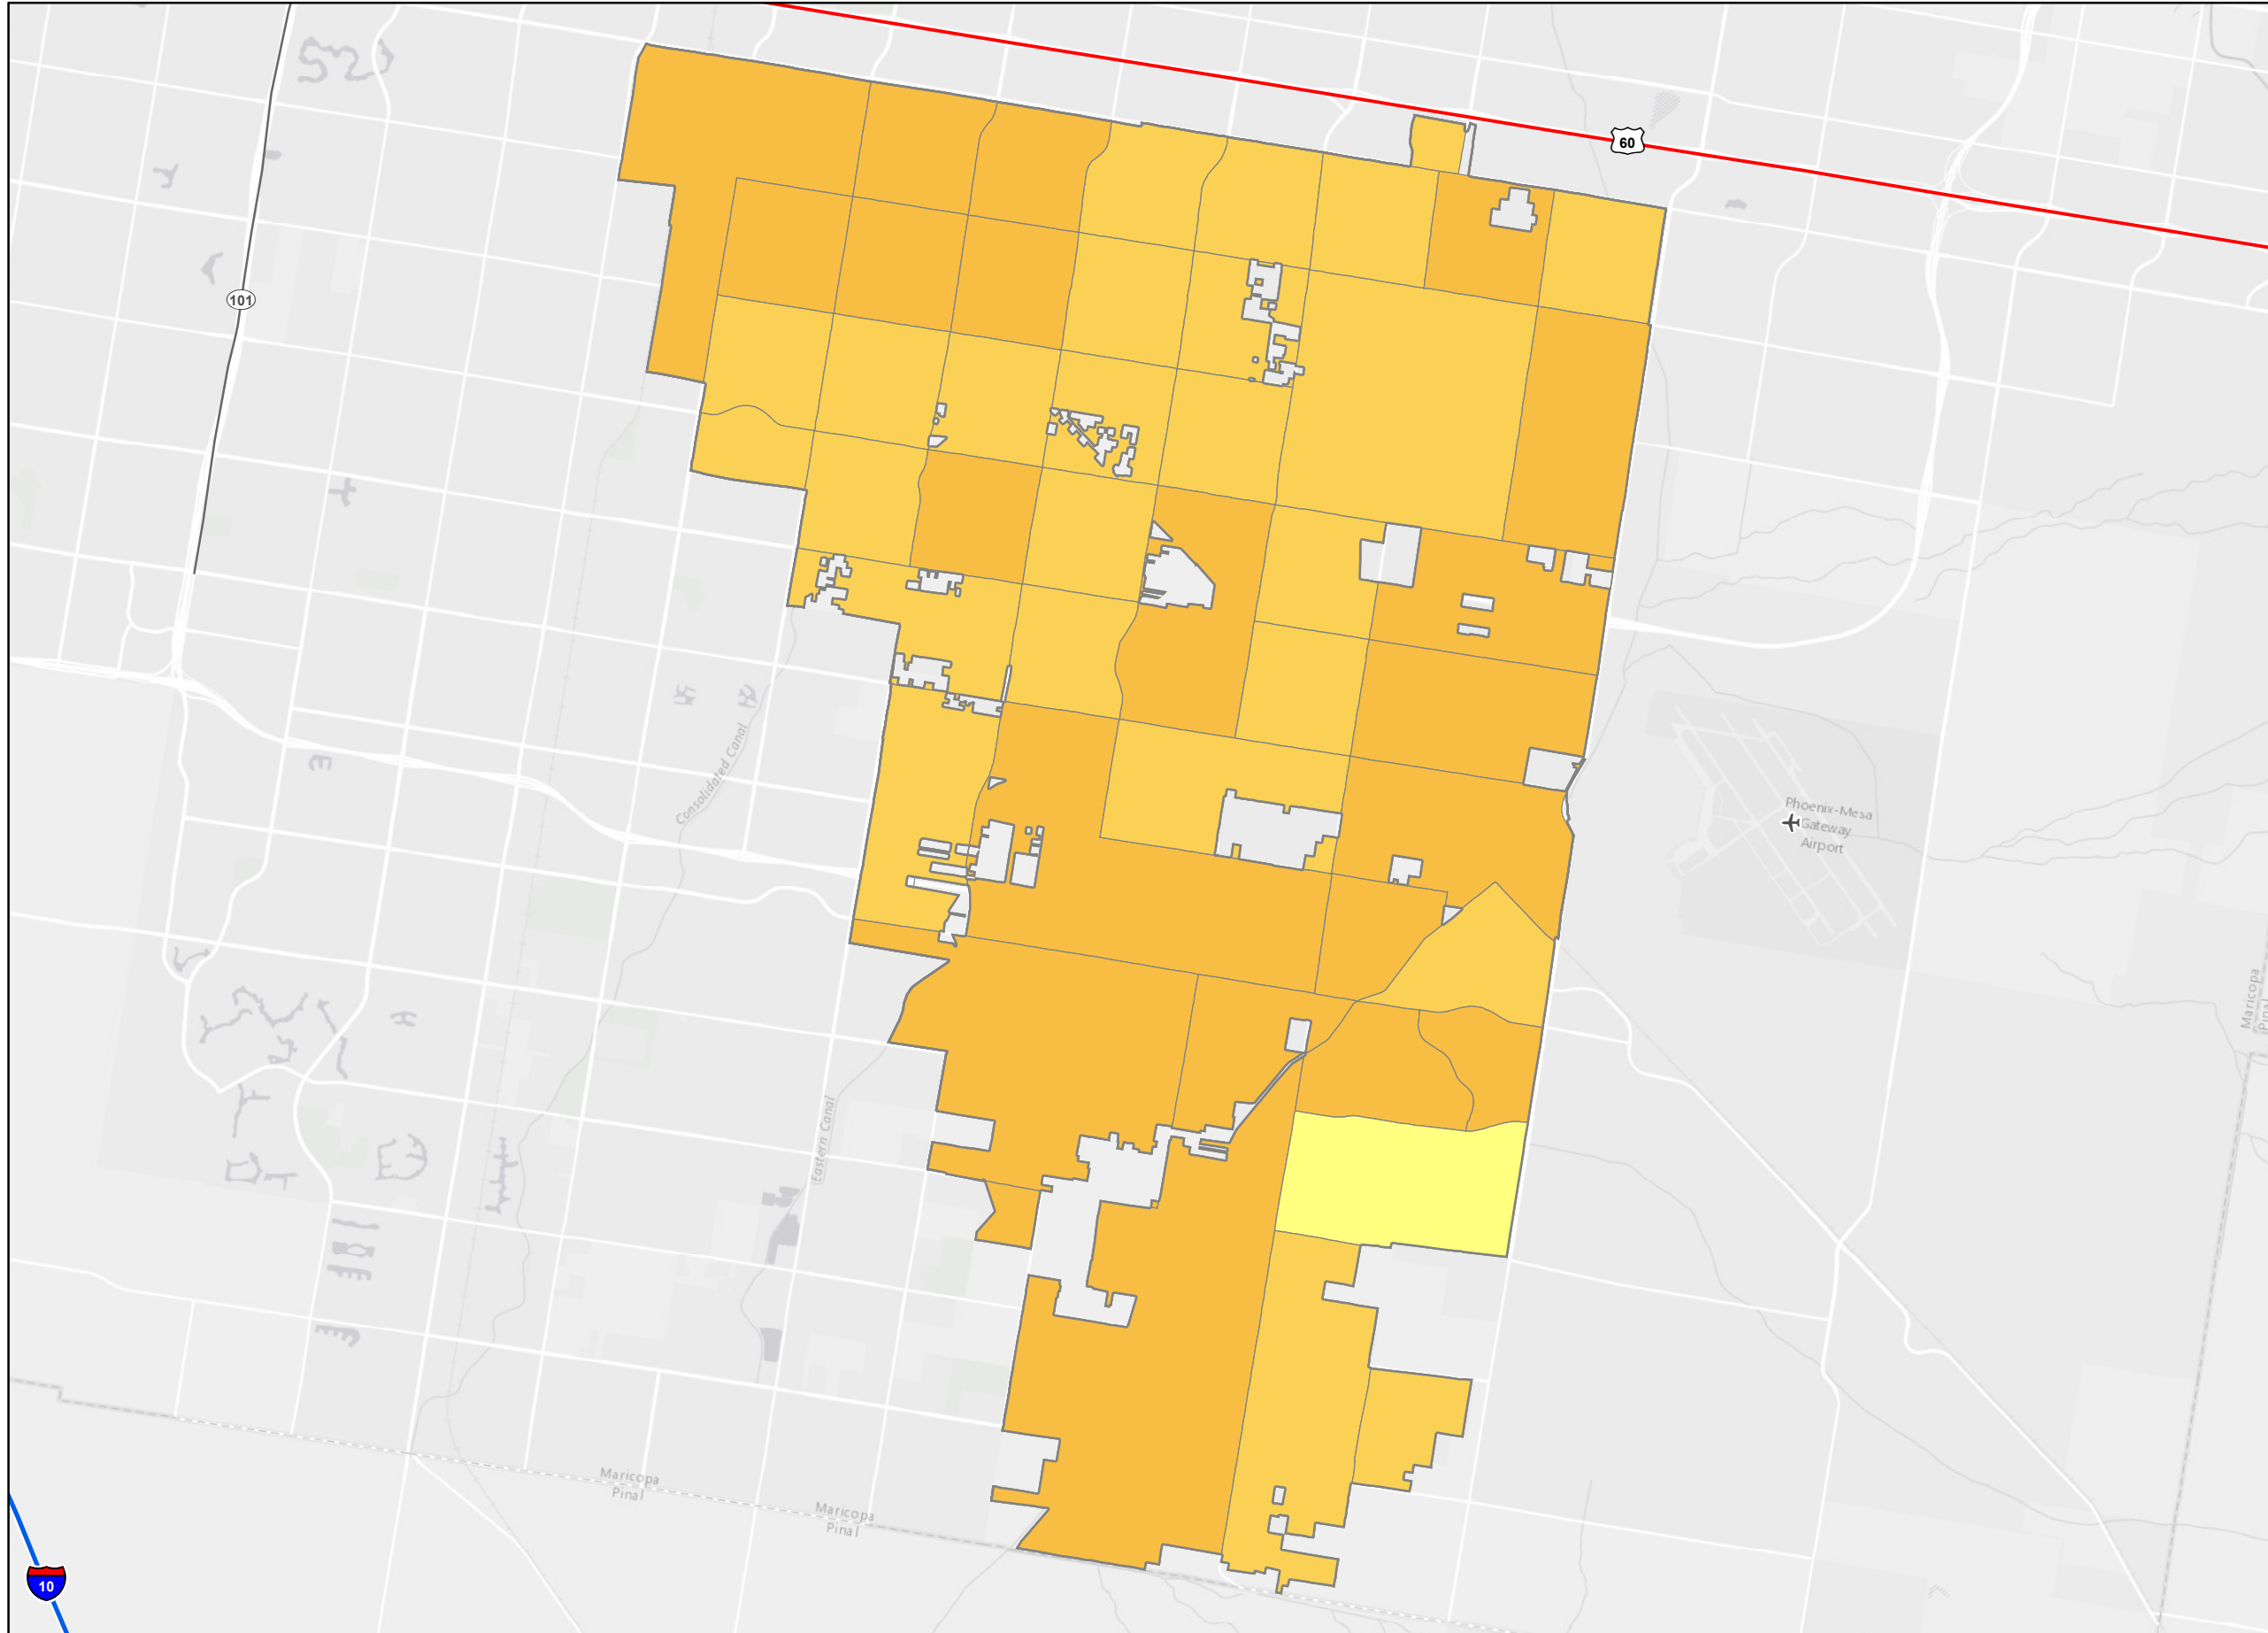 60
101
Consolidated Canal
Phoenix-Mesa
Gateway
Airport
Maricopa
Pinal
Eastern Canal
Maricopa
Pinal
Maricopa
Pinal
10